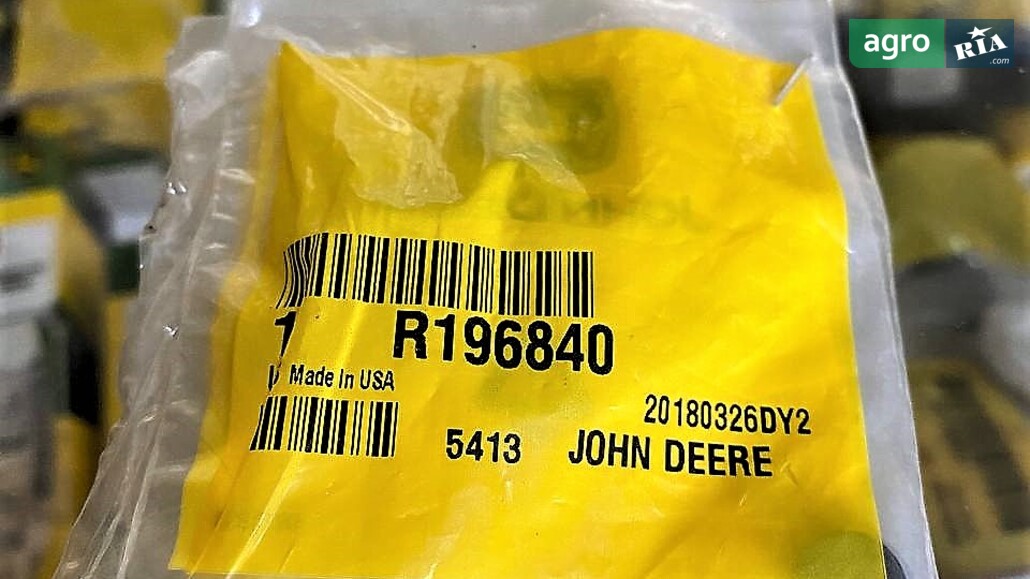 agro RIA
.com
1 R196840
Made In USA
20180326DY2
5413 JOHN DEERE